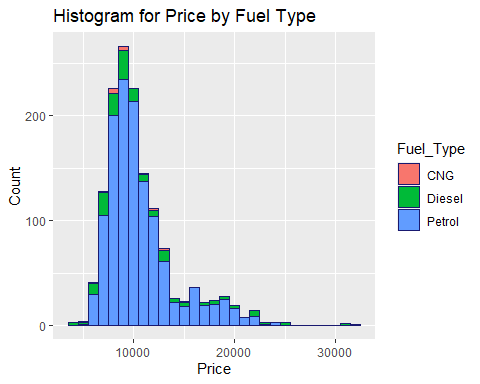 Histogram for Price by Fuel Type
Count
200
100
0
10000 20000 30000
Price
Fuel_Type
CNG
Diesel
Petrol